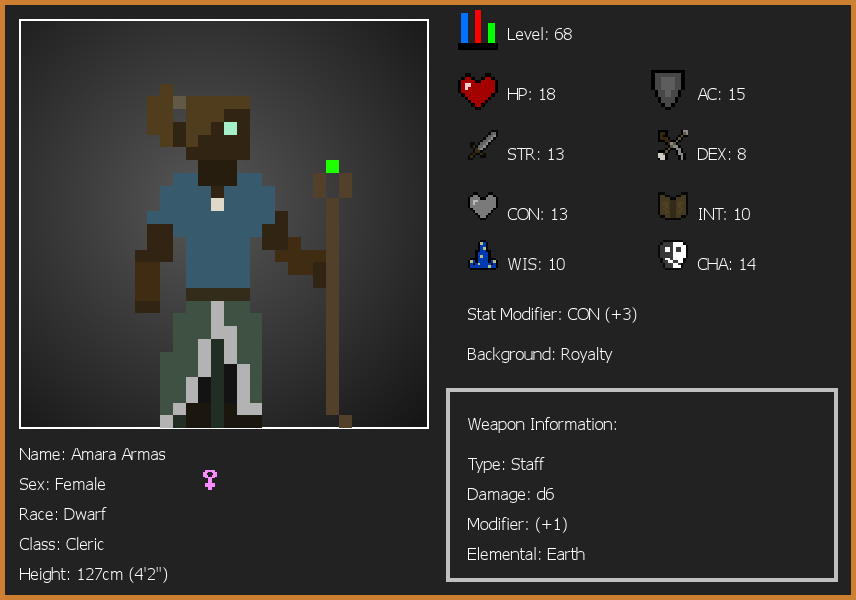 Level: 68
HP: 18
AC: 15
STR: 13
DEX: 8
CON: 13
INT: 10
WIS: 10
CHA: 14
Stat Modifier: CON (+3)
Background: Royalty
Weapon Information:
Type: Staff
Damage: d6
Modifier: (+1)
Elemental: Earth
Name: Amara Armas
Sex: Female
Race: Dwarf
Class: Cleric
Height: 127cm (4'2")